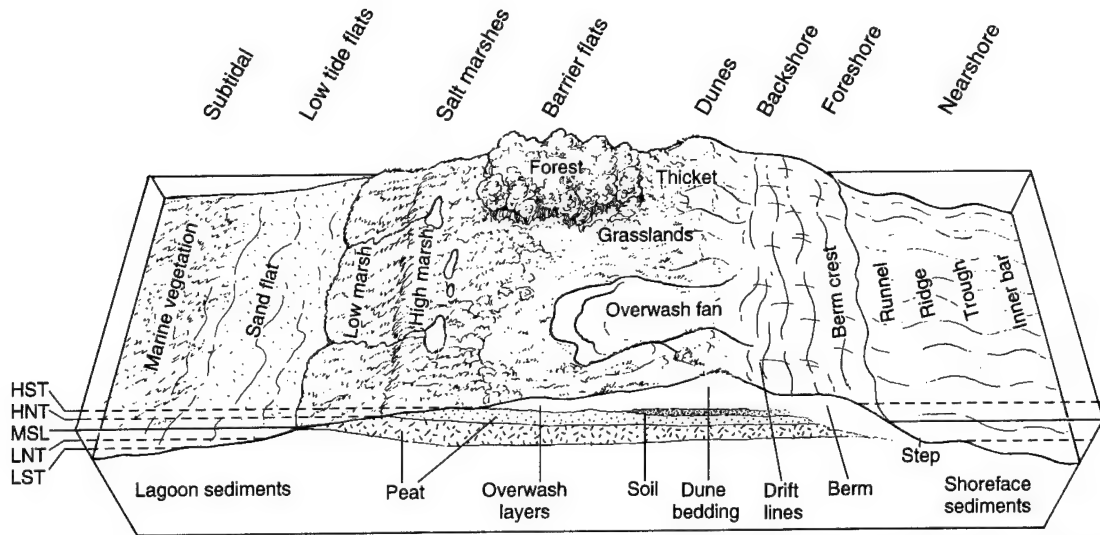 Subtidal
Low tide flats
Salt marshes
Barrier flats
Dunes
Backshore
Foreshore
Nearshore
Forest
Thicket
Grasslands
Marine vegetation
Sand flat
Low marsh
High marsh
Overwash fan
Berm crest
Runnel
Ridge
Trough
Inner bar
HST
HNT
MSL
LNT
LST
Step
Lagoon sediments
Peat
Overwash
layers
Soil
Dune
bedding
Drift
lines
Berm
Shoreface
sediments